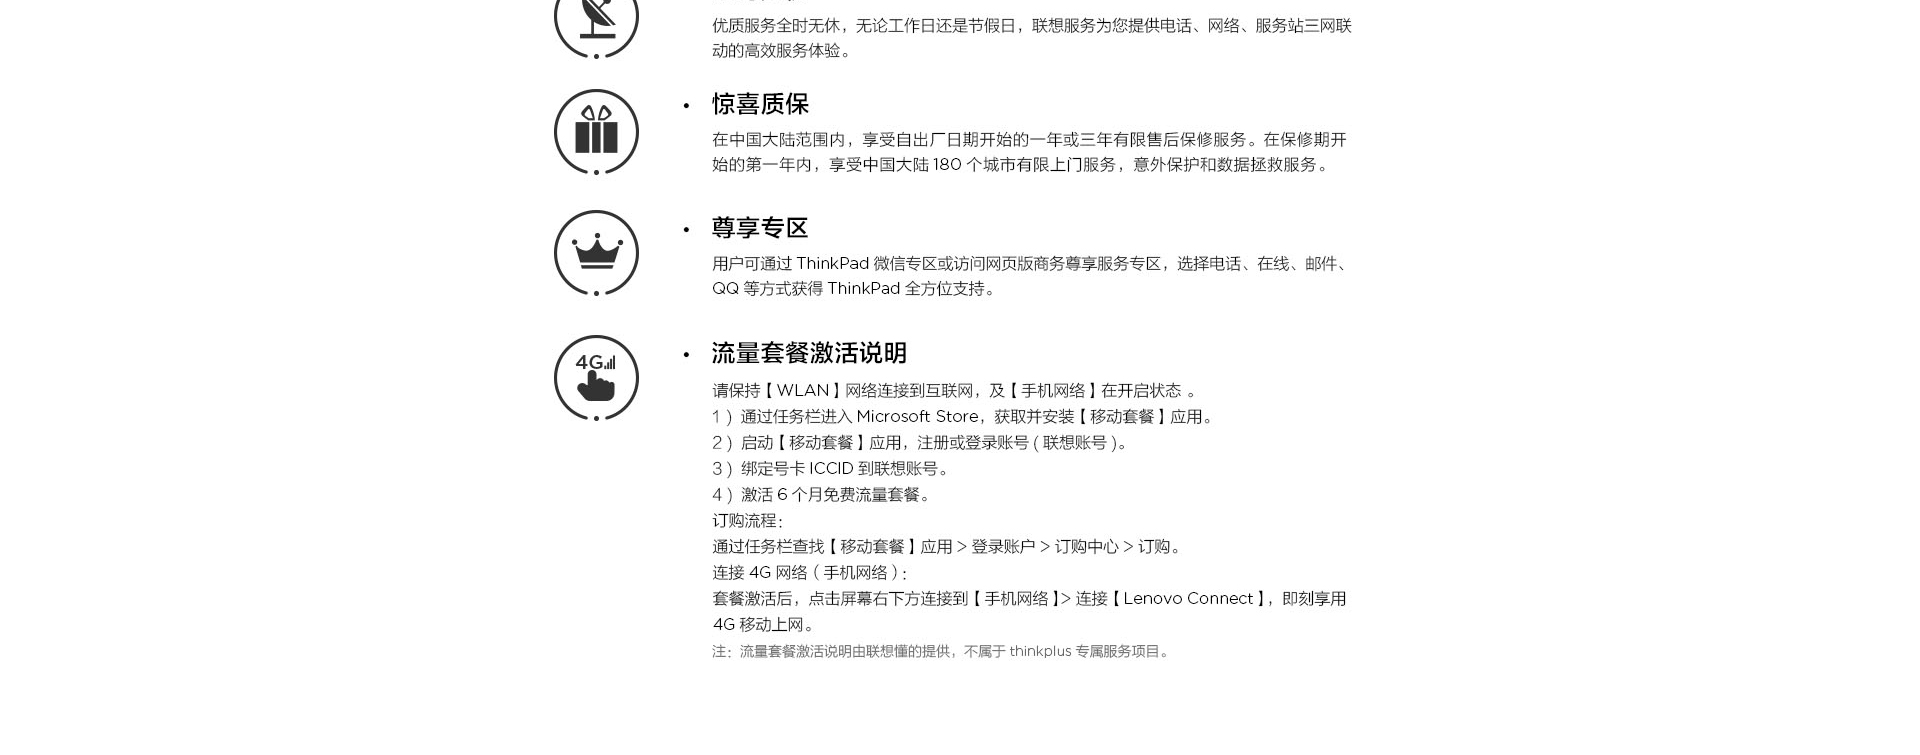 优质服务全时无休，无论工作日还是节假日，联想服务为您提供电话、网络、服务站三网联
动的高效服务体验。
• 惊喜质保
在中国大陆范围内，享受自出厂日期开始的一年或三年有限售后保修服务。在保修期开
始的第一年内，享受中国大陆 180 个城市有限上门服务，意外保护和数据拯救服务。
• 尊享专区
用户可通过 ThinkPad 微信专区或访问网页版商务尊享服务专区，选择电话、在线、邮件、
QQ 等方式获得 ThinkPad 全方位支持。
4G
• 流量套餐激活说明
请保持【 WLAN 】网络连接到互联网，及【 手机网络 】在开启状态 。
1 ）通过任务栏进入 Microsoft Store，获取并安装【 移动套餐 】应用。
2 ）启动【 移动套餐 】应用，注册或登录账号 ( 联想账号 )。
3 ）绑定号卡 ICCID 到联想账号。
4 ）激活 6 个月免费流量套餐。
订购流程：
通过任务栏查找【 移动套餐 】应用 > 登录账户 > 订购中心 > 订购。
连接 4G 网络（ 手机网络 ）：
套餐激活后，点击屏幕右下方连接到【 手机网络 】> 连接【 Lenovo Connect 】，即刻享用
4G 移动上网。
注：流量套餐激活说明由联想懂的提供，不属于 thinkplus 专属服务项目。